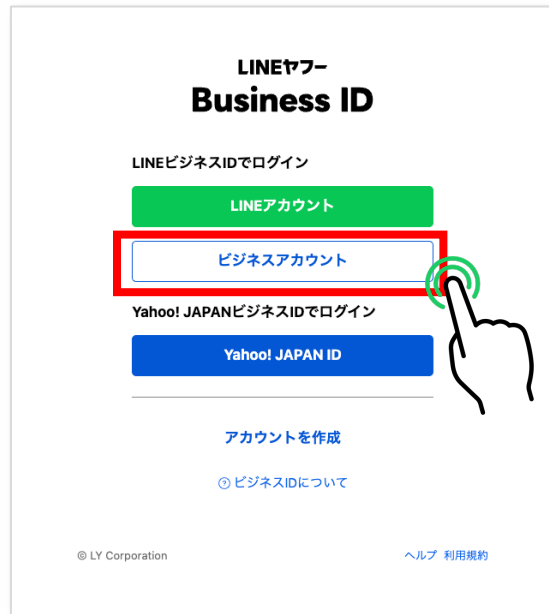 LINEヤフー
Business ID
LINEビジネスIDでログイン
LINEアカウント
ビジネスアカウント
Yahoo! JAPANビジネスIDでログイン
Yahoo! JAPAN ID
アカウントを作成
? ビジネスIDについて
© LY Corporation
ヘルプ 利用規約